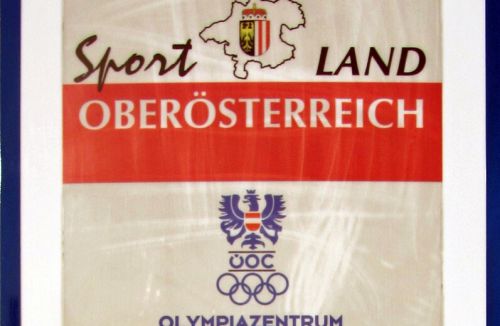 Sport LAND
OBERÖSTERREICH
ÖOC
OLYMPIAZENTRUM